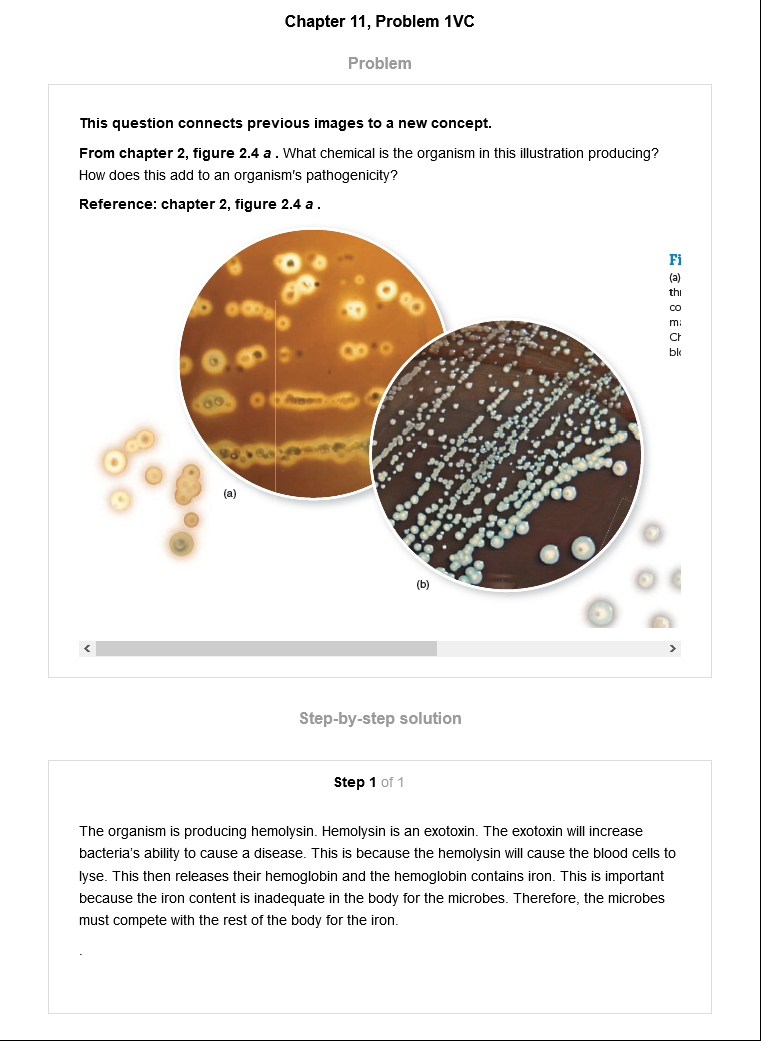 Chapter 11, Problem 1VC
Problem
This question connects previous images to a new concept.
From chapter 2, figure 2.4 a . What chemical is the organism in this illustration producing?
How does this add to an organism's pathogenicity?
Reference: chapter 2, figure 2.4 a .
Fi
(a)
thr
co
ma
Ch
blo
(a)
(b)
Step-by-step solution
Step 1 of 1
The organism is producing hemolysin. Hemolysin is an exotoxin. The exotoxin will increase
bacteria's ability to cause a disease. This is because the hemolysin will cause the blood cells to
lyse. This then releases their hemoglobin and the hemoglobin contains iron. This is important
because the iron content is inadequate in the body for the microbes. Therefore, the microbes
must compete with the rest of the body for the iron.
.